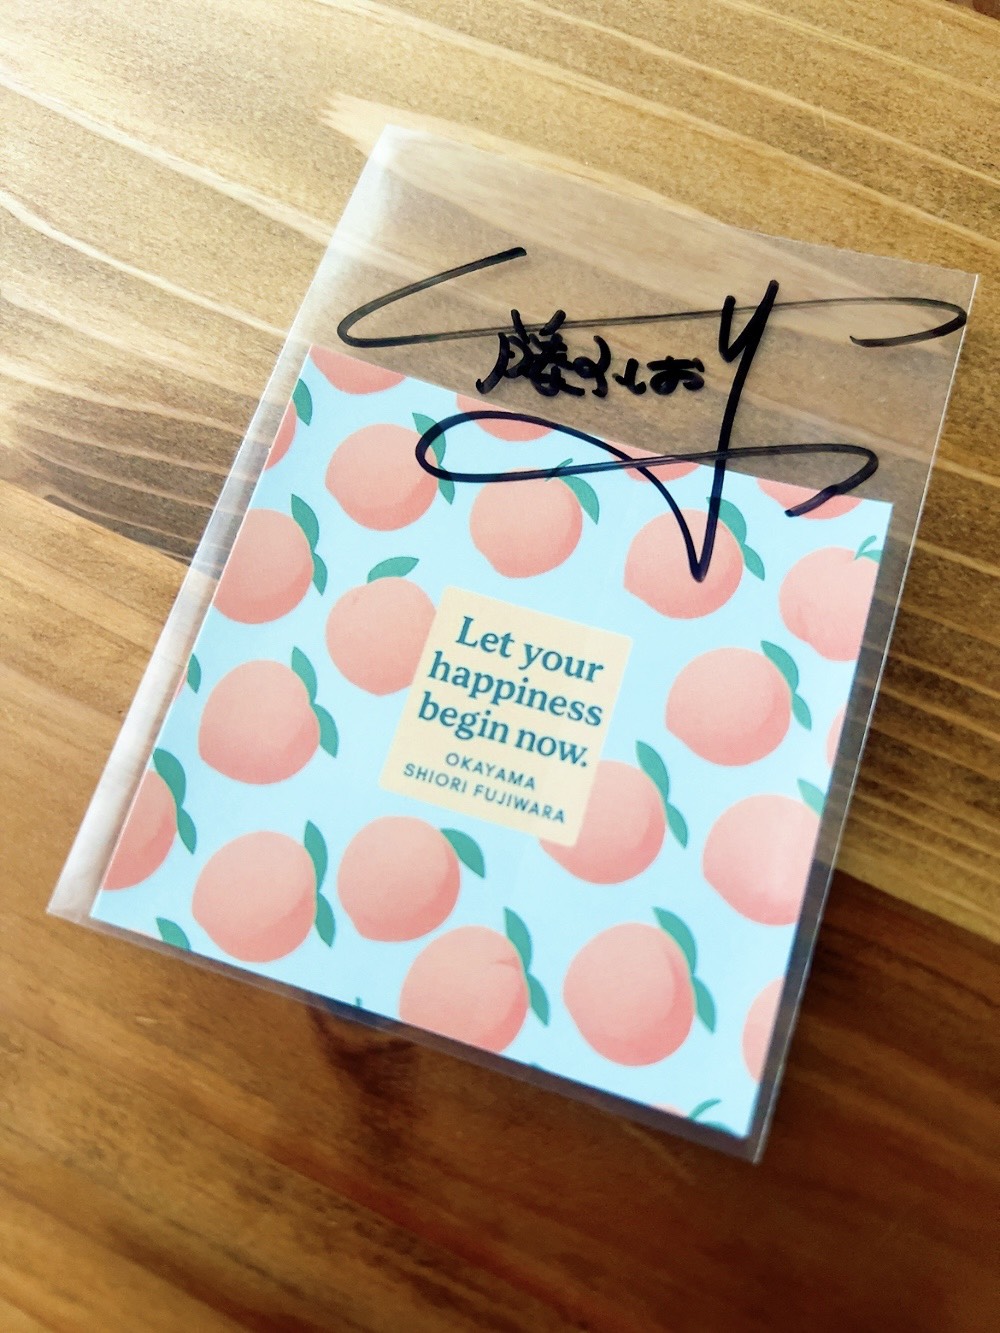 Let your
happiness
begin now.
OKAYAMA
SHIORI FUJIWARA